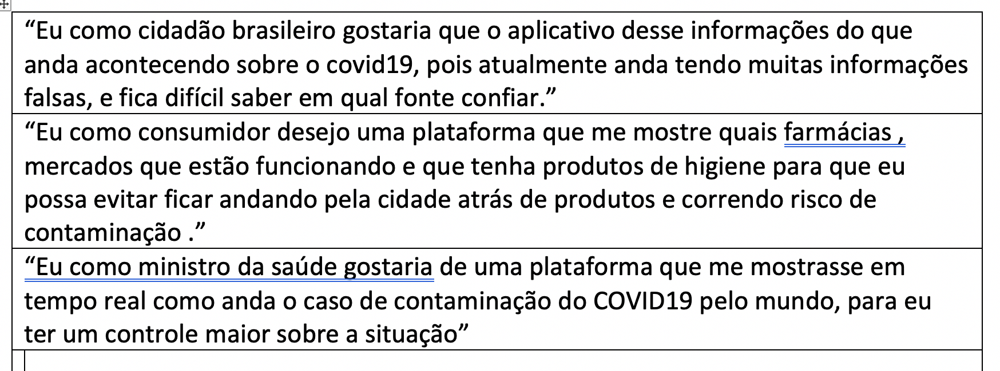 “Eu como cidadão brasileiro gostaria que o aplicativo desse informações do que
anda acontecendo sobre o covid19, pois atualmente anda tendo muitas informações
falsas, e fica difícil saber em qual fonte confiar.”
“Eu como consumidor desejo uma plataforma que me mostre quais farmácias ,
mercados que estão funcionando e que tenha produtos de higiene para que eu
possa evitar ficar andando pela cidade atrás de produtos e correndo risco de
contaminação .”
“Eu como ministro da saúde gostaria de uma plataforma que me mostrasse em
tempo real como anda o caso de contaminação do COVID19 pelo mundo, para eu
ter um controle maior sobre a situação”